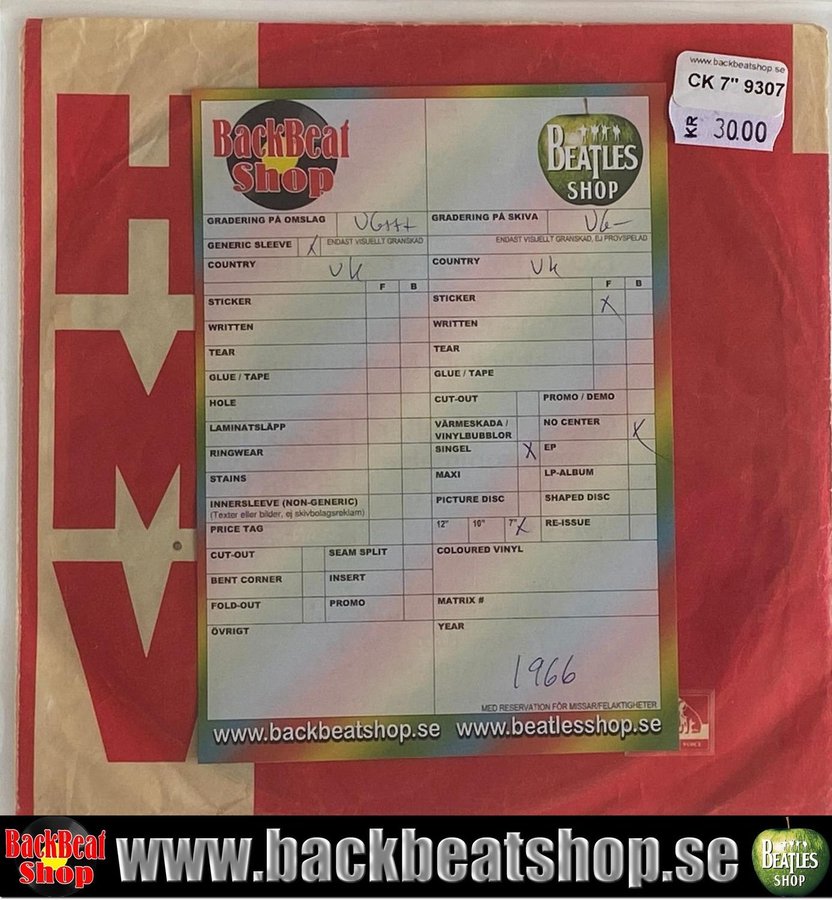 www.backbeatshop se
CK 7" 9307
KR 30.00
HMV
BackBeat
Shop
BEATLES
SHOP
GRADERING PÅ OMSLAG VG+++
GRADERING PÅ SKIVA VG-
GENERIC SLEEVE X ENDAST VISUELLT GRANSKAD
ENDAST VISUELLT GRANSKAD, EJ PROVSPELAD
COUNTRY UK
COUNTRY UK
F B
F B
STICKER
STICKER X
WRITTEN
WRITTEN
TEAR
TEAR
GLUE / TAPE
GLUE / TAPE
HOLE
CUT-OUT PROMO / DEMO
LAMINATSLÄPP
VÄRMESKADA /
VINYLBUBBLOR
NO CENTER X
RINGWEAR
SINGEL X EP
STAINS
MAXI LP-ALBUM
INNERSLEEVE (NON-GENERIC)
(Texter eller bilder, ej skivbolagsreklam)
PICTURE DISC SHAPED DISC
PRICE TAG
12" 10" 7" X RE-ISSUE
CUT-OUT SEAM SPLIT
COLOURED VINYL
BENT CORNER INSERT
FOLD-OUT PROMO
MATRIX #
ÖVRIGT
YEAR
1966
MED RESERVATION FÖR MISSAR/FELAKTIGHETER
www.backbeatshop.se www.beatlesshop.se
VOICE
BackBeat
Shop
www.backbeatshop.se
BEATLES
SHOP